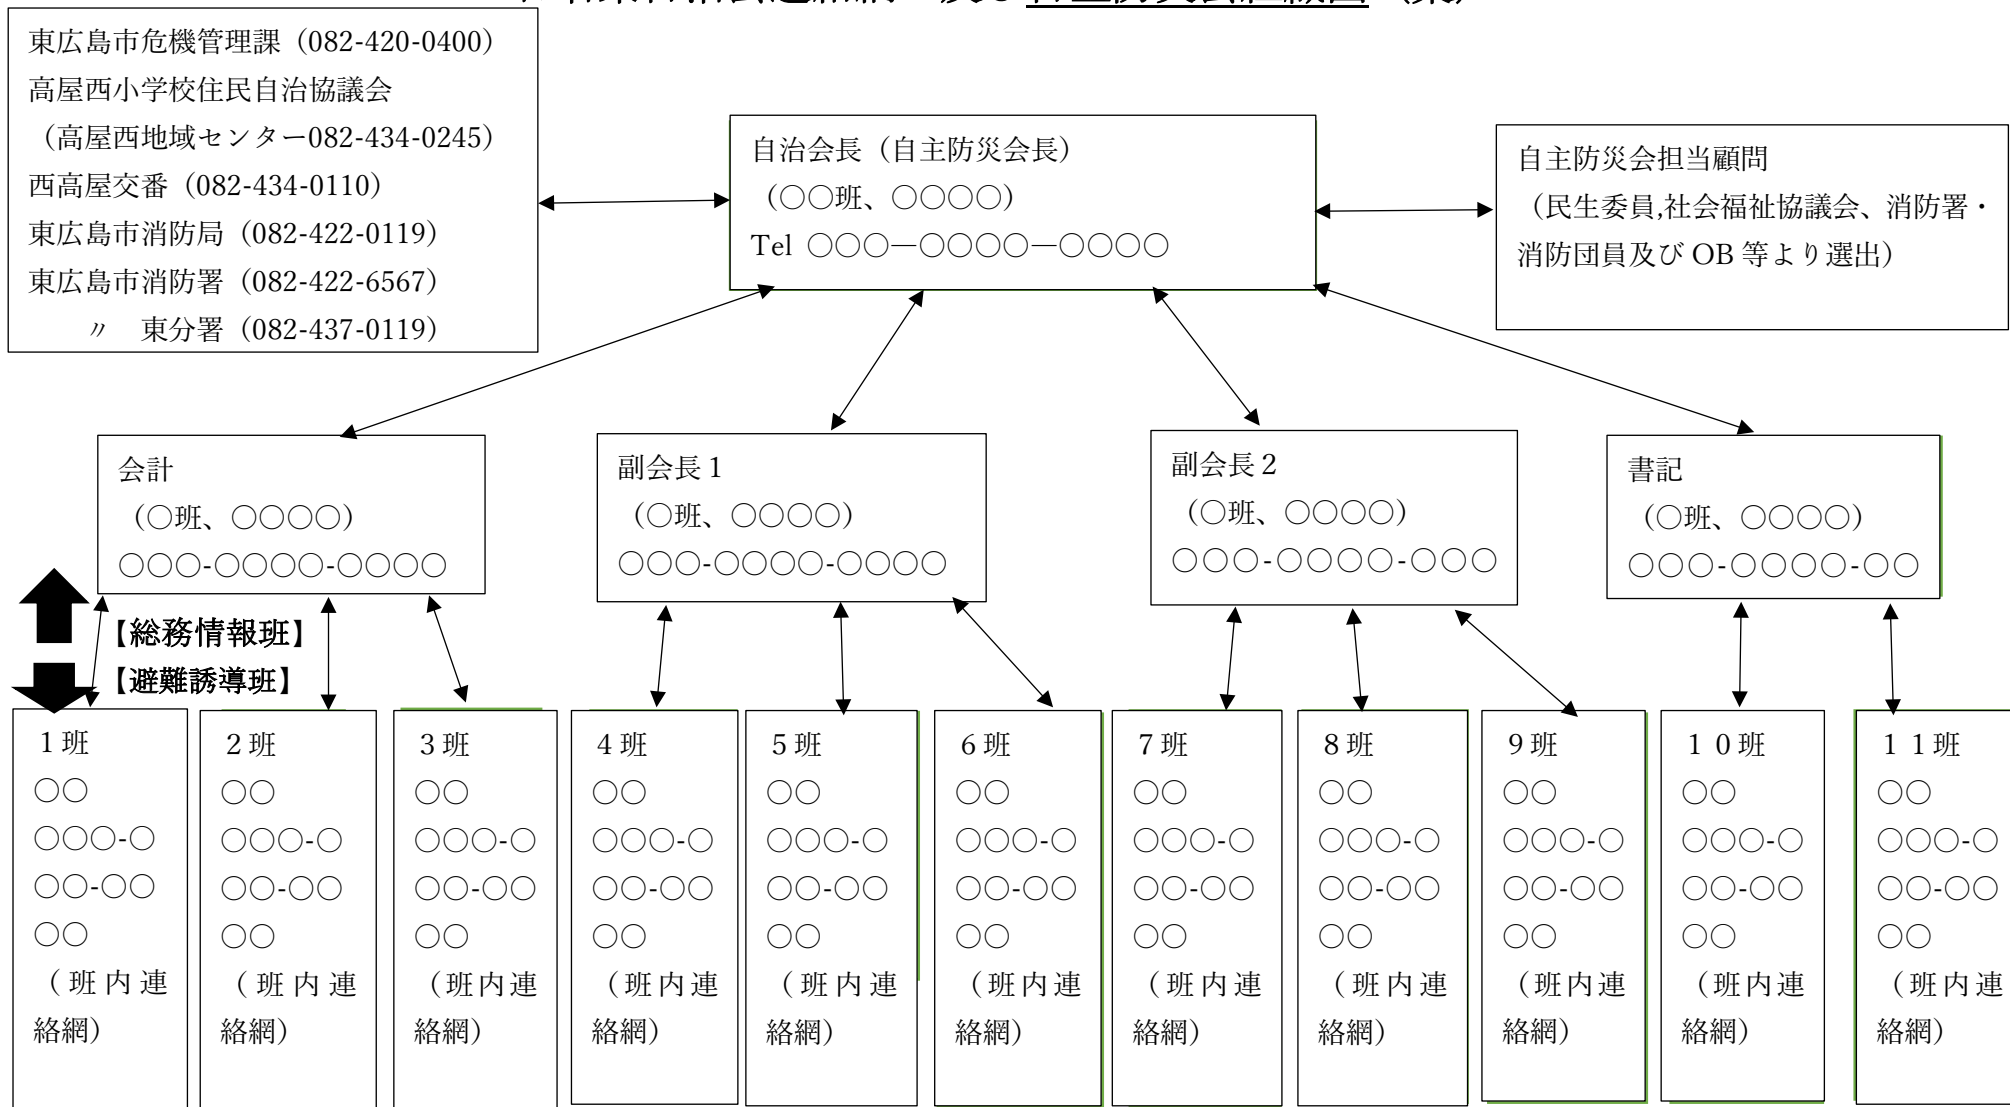 自主防災会組織図（案）
東広島市危機管理課（082-420-0400）
高屋西小学校住民自治協議会
（高屋西地域センター082-434-0245）
西高屋交番（082-434-0110）
東広島市消防局（082-422-0119）
東広島市消防署（082-422-6567）
〃　東分署（082-437-0119）
自治会長（自主防災会長）
（○○班、○○○○）
Tel ○○○―○○○○―○○○○
自主防災会担当顧問
（民生委員,社会福祉協議会、消防署・
消防団員及び OB 等より選出）
会計
（○班、○○○○）
○○○-○○○○-○○○○
副会長１
（○班、○○○○）
○○○-○○○○-○○○○
副会長２
（○班、○○○○）
○○○-○○○○-○○○
書記
（○班、○○○○）
○○○-○○○○-○○
【総務情報班】
【避難誘導班】
１班
○○
○○○-○
○○-○○
○○
（班内連
絡網）
２班
○○
○○○-○
○○-○○
○○
（班内連
絡網）
３班
○○
○○○-○
○○-○○
○○
（班内連
絡網）
４班
○○
○○○-○
○○-○○
○○
（班内連
絡網）
５班
○○
○○○-○
○○-○○
○○
（班内連
絡網）
６班
○○
○○○-○
○○-○○
○○
（班内連
絡網）
７班
○○
○○○-○
○○-○○
○○
（班内連
絡網）
８班
○○
○○○-○
○○-○○
○○
（班内連
絡網）
９班
○○
○○○-○
○○-○○
○○
（班内連
絡網）
１０班
○○
○○○-○
○○-○○
○○
（班内連
絡網）
１１班
○○
○○○-○
○○-○○
○○
（班内連
絡網）